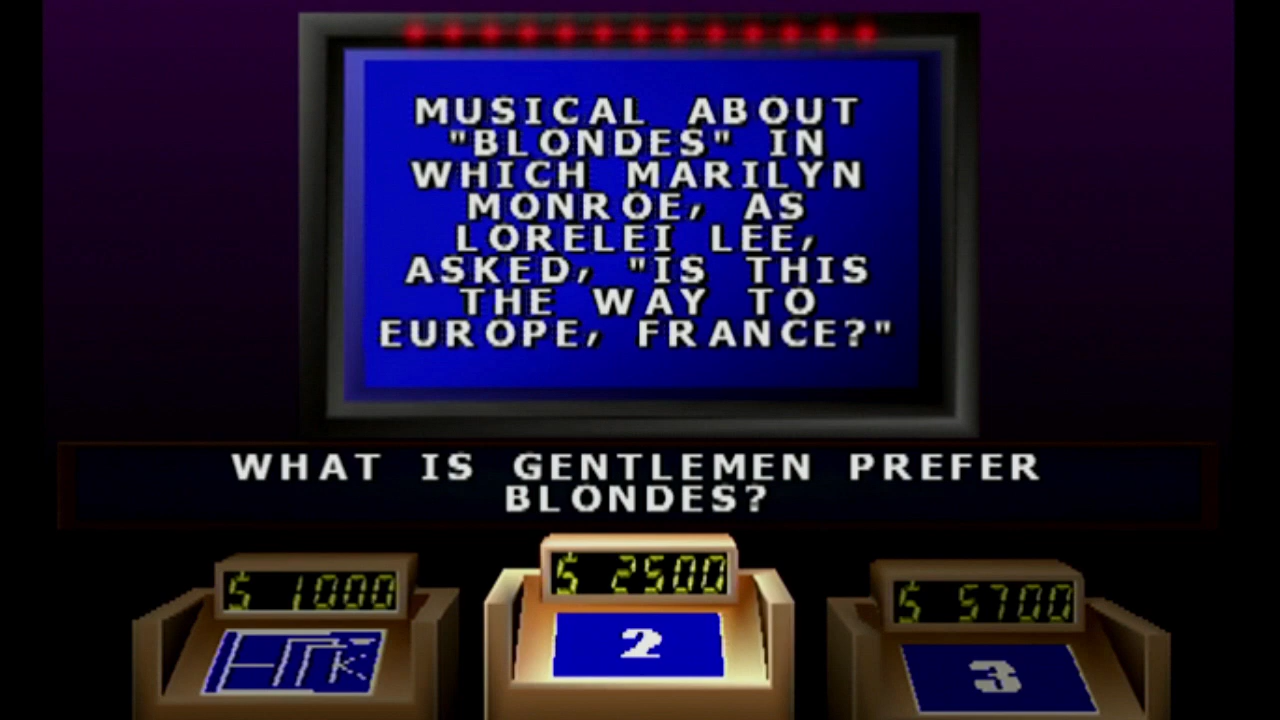 MUSICAL ABOUT
"BLONDES" IN
WHICH MARILYN
MONROE, AS
LORELEI LEE,
ASKED, "IS THIS
THE WAY TO
EUROPE, FRANCE?"
WHAT IS GENTLEMEN PREFER
BLONDES?
$ 1000
$ 2500
$ 5700
2
3